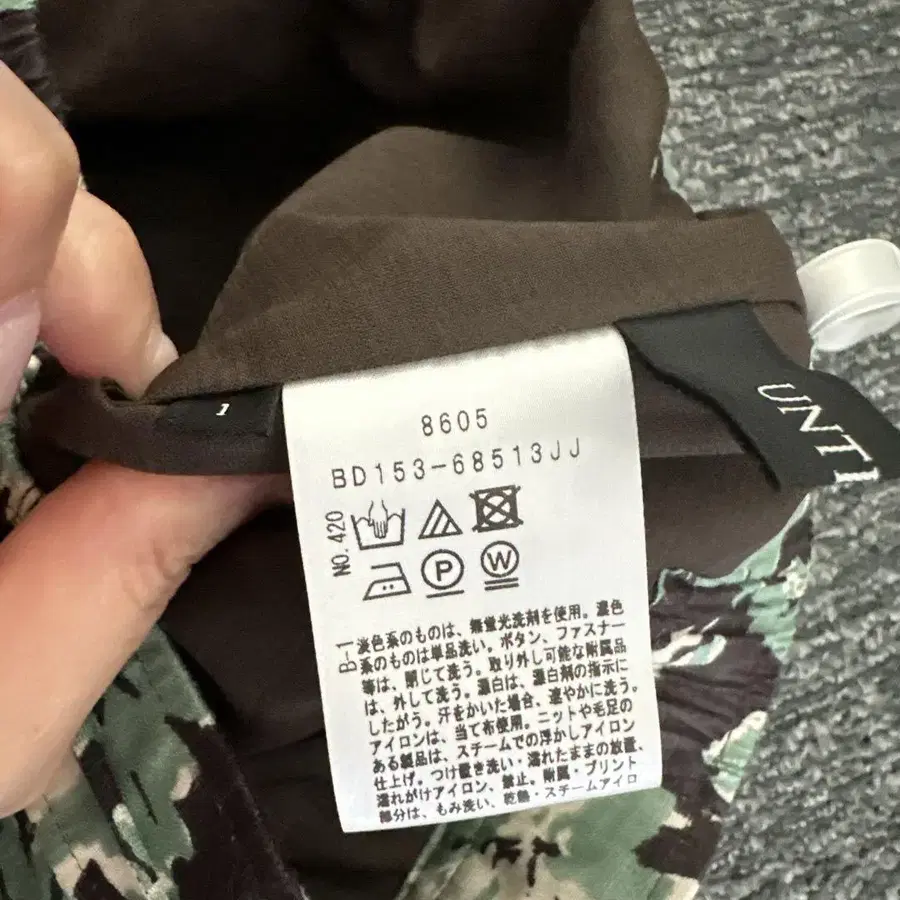 1
UNTI
8605
BD153-68513JJ
NO.420
P
W
B-1
淡色系のものは、無蛍光洗剤を使用。濃色
系のものは単品洗い。ボタン、ファスナー
等は、閉じて洗う。取り外し可能な附属品
は、外して洗う。漂白は、漂白剤の指示に
したがう。汗をかいた場合、速やかに洗う。
アイロンは、当て布使用。ニットや毛足の
ある製品は、スチームでの浮かしアイロン
仕上げ。つけ置き洗い・濡れたままの放置、
濡れがけアイロン、禁止。附属・プリント
部分は、もみ洗い、乾熱・スチームアイロ